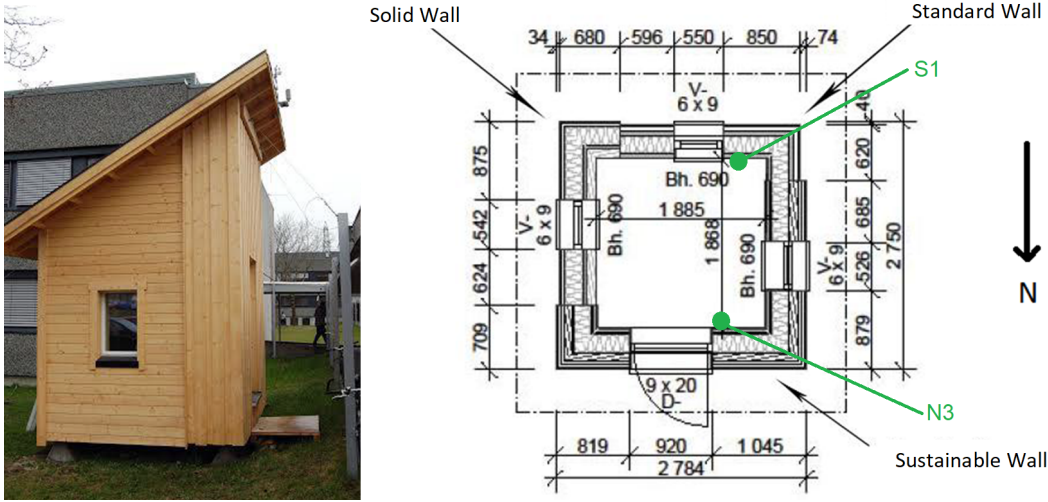 Solid Wall
Standard Wall
34 680 596 550 850 74
S1
V-
6 x 9
40
875
620
Bh. 690
1 885
542
V-
6 x 9
Bh. 690
1 868
Bh. 690
685
2 750
V-
6 x 9
526
624
N
709
879
9 x 20
D-
N3
819 920 1 045
2 784
Sustainable Wall